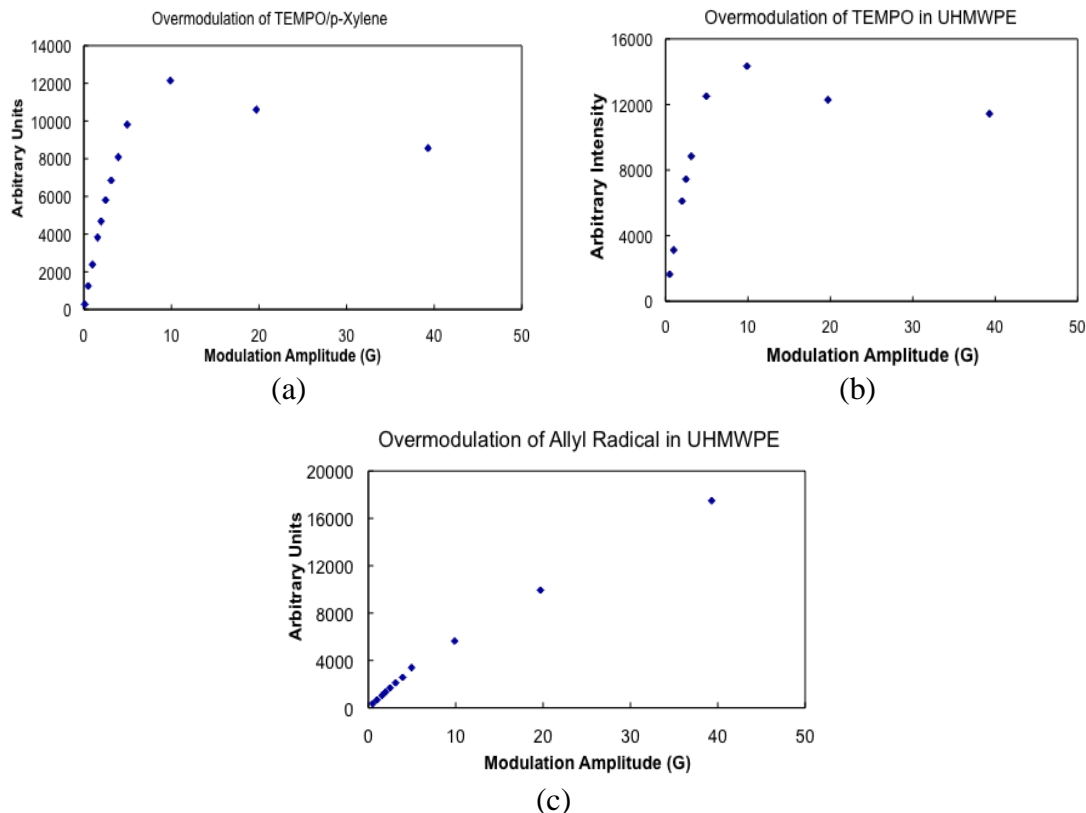 Overmodulation of TEMPO/p-Xylene
14000
12000
10000
8000
6000
4000
2000
0
Arbitrary Units
0 10 20 30 40 50
Modulation Amplitude (G)
(a)
Overmodulation of TEMPO in UHMWPE
16000
12000
8000
4000
0
Arbitrary Intensity
0 10 20 30 40 50
Modulation Amplitude (G)
(b)
Overmodulation of Allyl Radical in UHMWPE
20000
16000
12000
8000
4000
0
Arbitrary Units
0 10 20 30 40 50
Modulation Amplitude (G)
(c)